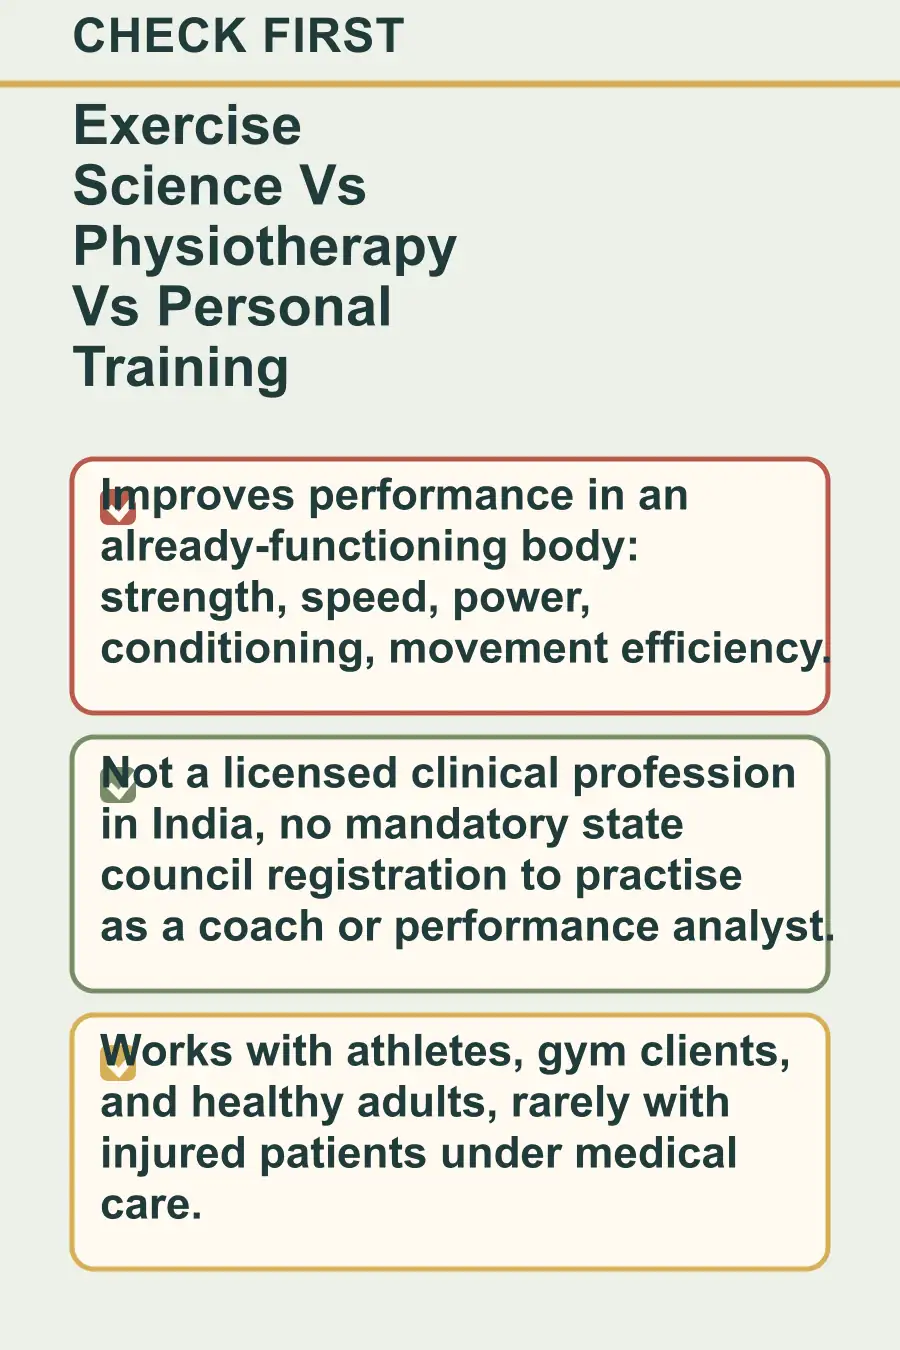 CHECK FIRST
Exercise
Science Vs
Physiotherapy
Vs Personal
Training
Improves performance in an
already-functioning body:
strength, speed, power,
conditioning, movement efficiency.
Not a licensed clinical profession
in India, no mandatory state
council registration to practise
as a coach or performance analyst.
Works with athletes, gym clients,
and healthy adults, rarely with
injured patients under medical
care.